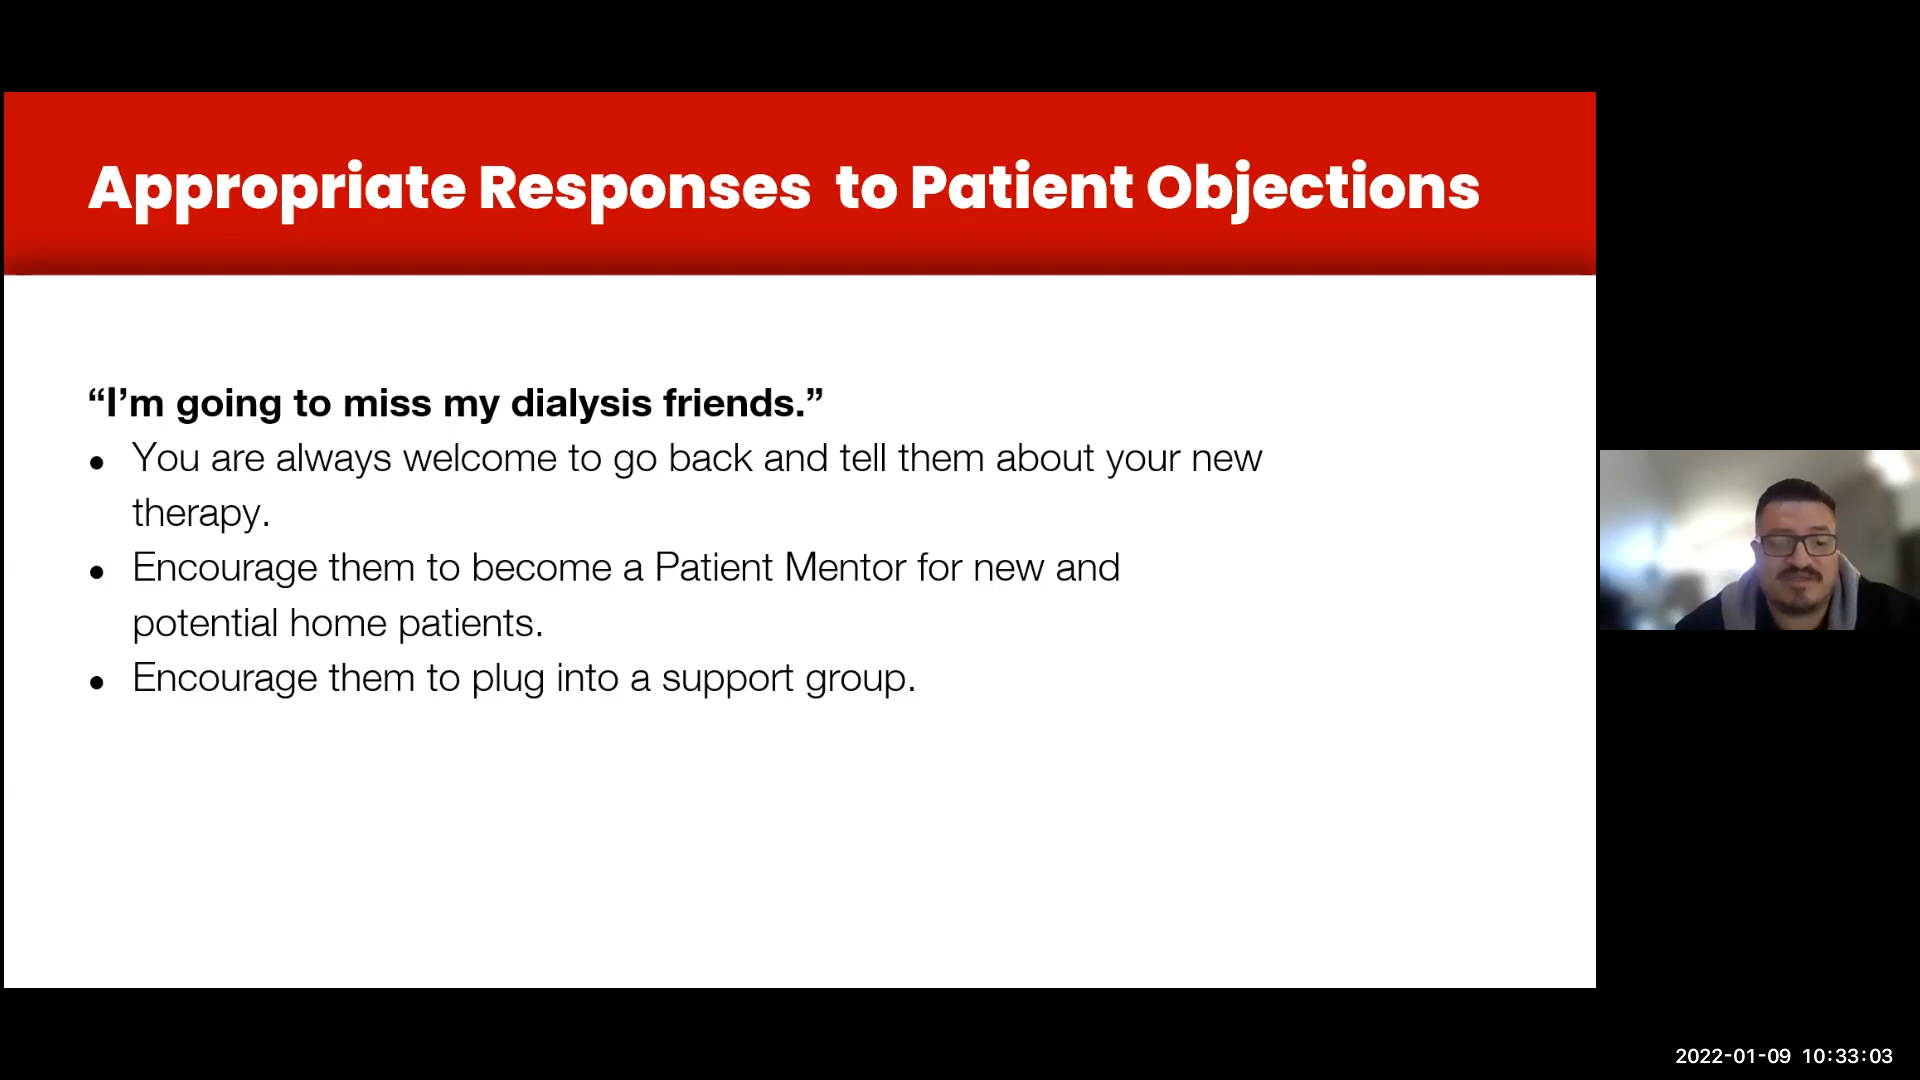 Appropriate Responses  to Patient Objections
“I’m going to miss my dialysis friends.”
● You are always welcome to go back and tell them about your new
therapy.
● Encourage them to become a Patient Mentor for new and
potential home patients.
● Encourage them to plug into a support group.
2022-01-09 10:33:03